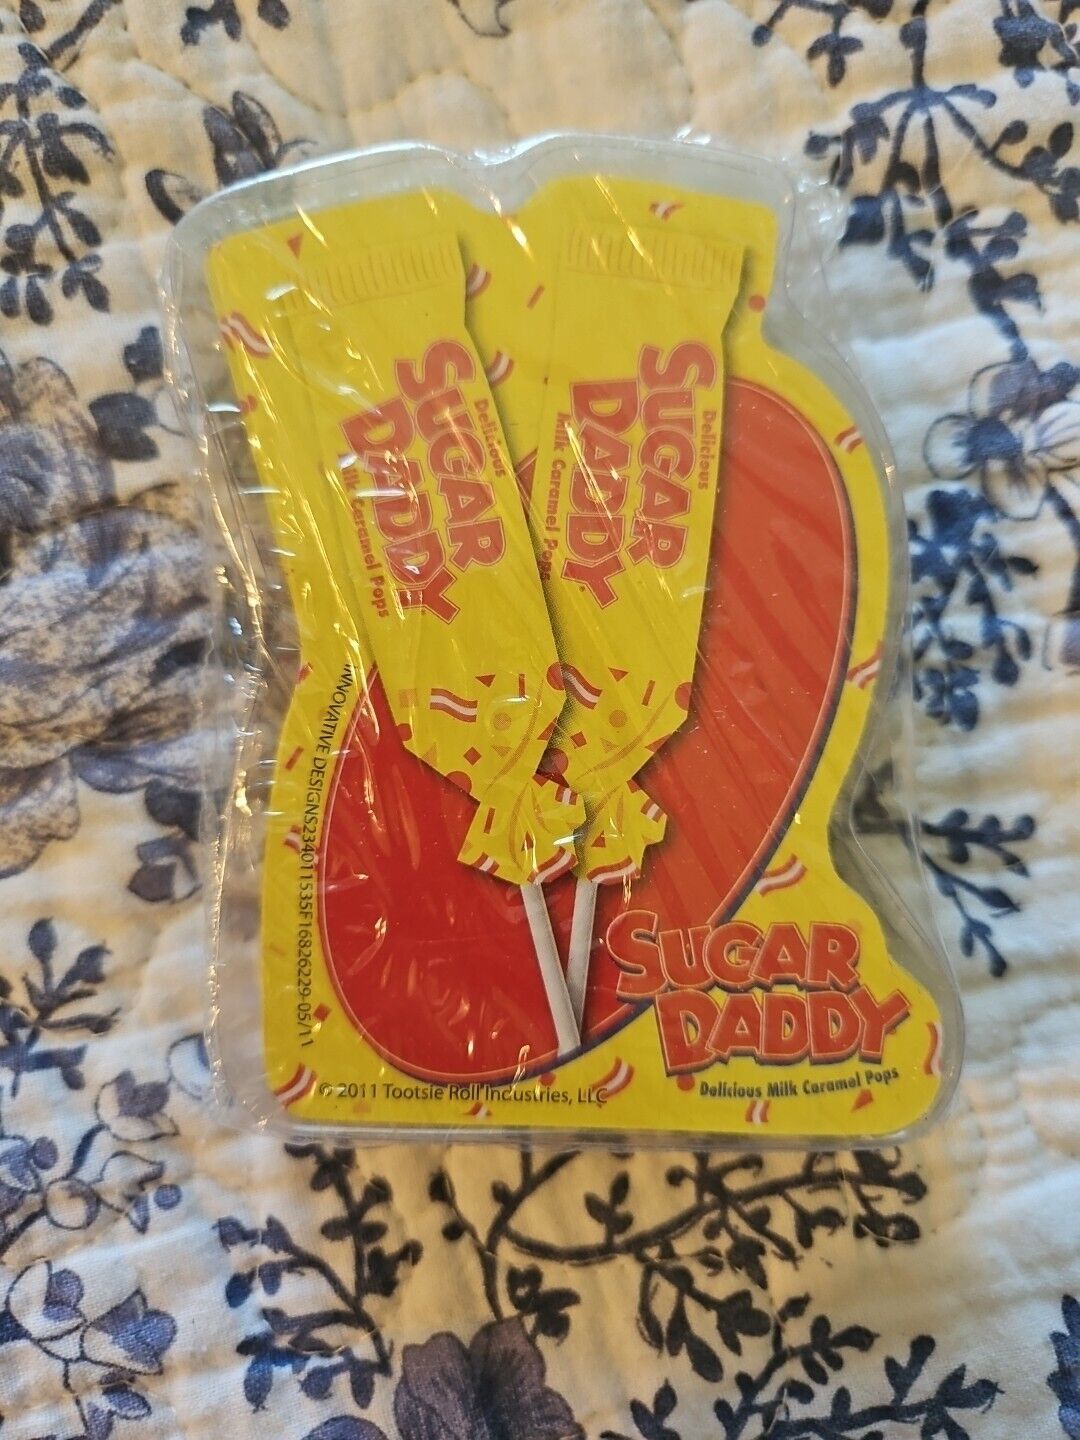 SUGAR
DADDY
Delicious
Milk Caramel Pops
SUGAR
DADDY
Delicious
Milk Caramel Pops
INNOVATIVE DESIGNS234011535F16826229-05/11
SUGAR
DADDY
Delicious Milk Caramel Pops
© 2011 Tootsie Roll Industries, LLC